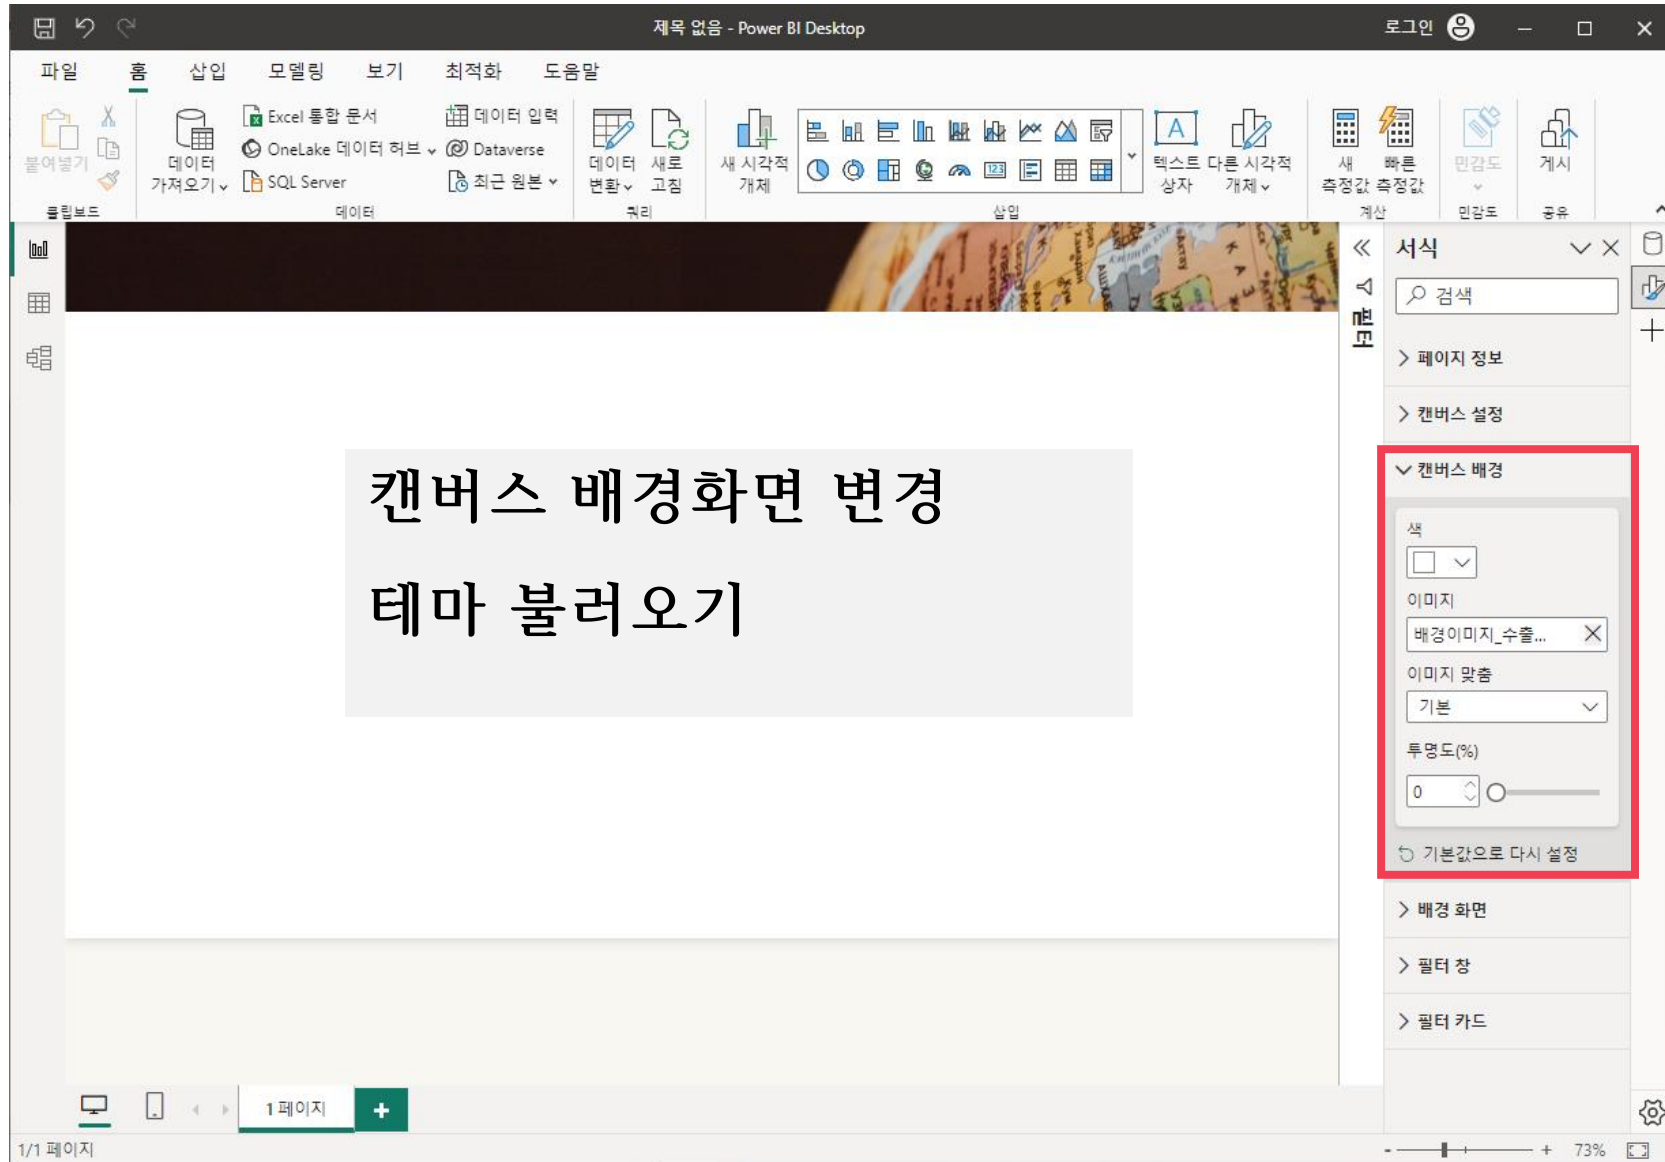 제목 없음 - Power BI Desktop
로그인
파일 홈 삽입 모델링 보기 최적화 도움말
붙여넣기
클립보드
데이터
가져오기
Excel 통합 문서
OneLake 데이터 허브
SQL Server
데이터 입력
Dataverse
최근 원본
데이터
데이터
변환
새로
고침
쿼리
새 시각적
개체
123
A
텍스트
상자
다른 시각적
개체
삽입
새
측정값
빠른
측정값
계산
민감도
민감도
게시
공유
필터
서식
검색
페이지 정보
캔버스 설정
캔버스 배경
색
이미지
배경이미지_수출...
이미지 맞춤
기본
투명도(%)
0
기본값으로 다시 설정
배경 화면
필터 창
필터 카드
캔버스 배경화면 변경
테마 불러오기
1페이지
1/1 페이지
- + 73%